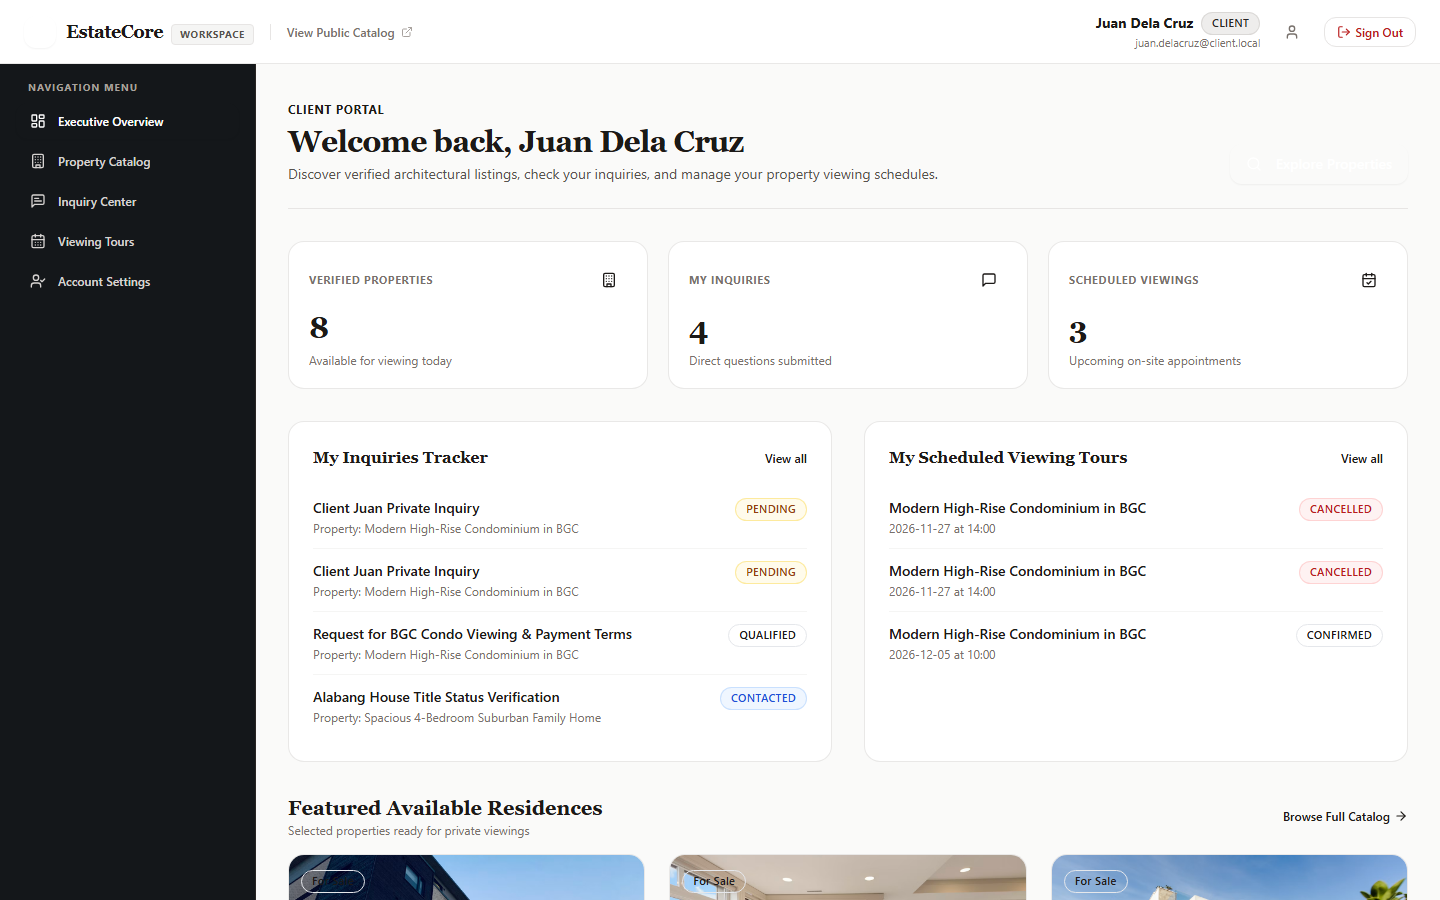 EstateCore WORKSPACE View Public Catalog
Juan Dela Cruz CLIENT
juan.delacruz@client.local
Sign Out
NAVIGATION MENU
Executive Overview
Property Catalog
Inquiry Center
Viewing Tours
Account Settings
CLIENT PORTAL
Welcome back, Juan Dela Cruz
Discover verified architectural listings, check your inquiries, and manage your property viewing schedules.
Explore Properties
VERIFIED PROPERTIES
8
Available for viewing today
MY INQUIRIES
4
Direct questions submitted
SCHEDULED VIEWINGS
3
Upcoming on-site appointments
My Inquiries Tracker View all
Client Juan Private Inquiry PENDING
Property: Modern High-Rise Condominium in BGC
Client Juan Private Inquiry PENDING
Property: Modern High-Rise Condominium in BGC
Request for BGC Condo Viewing & Payment Terms QUALIFIED
Property: Modern High-Rise Condominium in BGC
Alabang House Title Status Verification CONTACTED
Property: Spacious 4-Bedroom Suburban Family Home
My Scheduled Viewing Tours View all
Modern High-Rise Condominium in BGC CANCELLED
2026-11-27 at 14:00
Modern High-Rise Condominium in BGC CANCELLED
2026-11-27 at 14:00
Modern High-Rise Condominium in BGC CONFIRMED
2026-12-05 at 10:00
Featured Available Residences
Selected properties ready for private viewings
Browse Full Catalog
For Sale
For Sale
For Sale